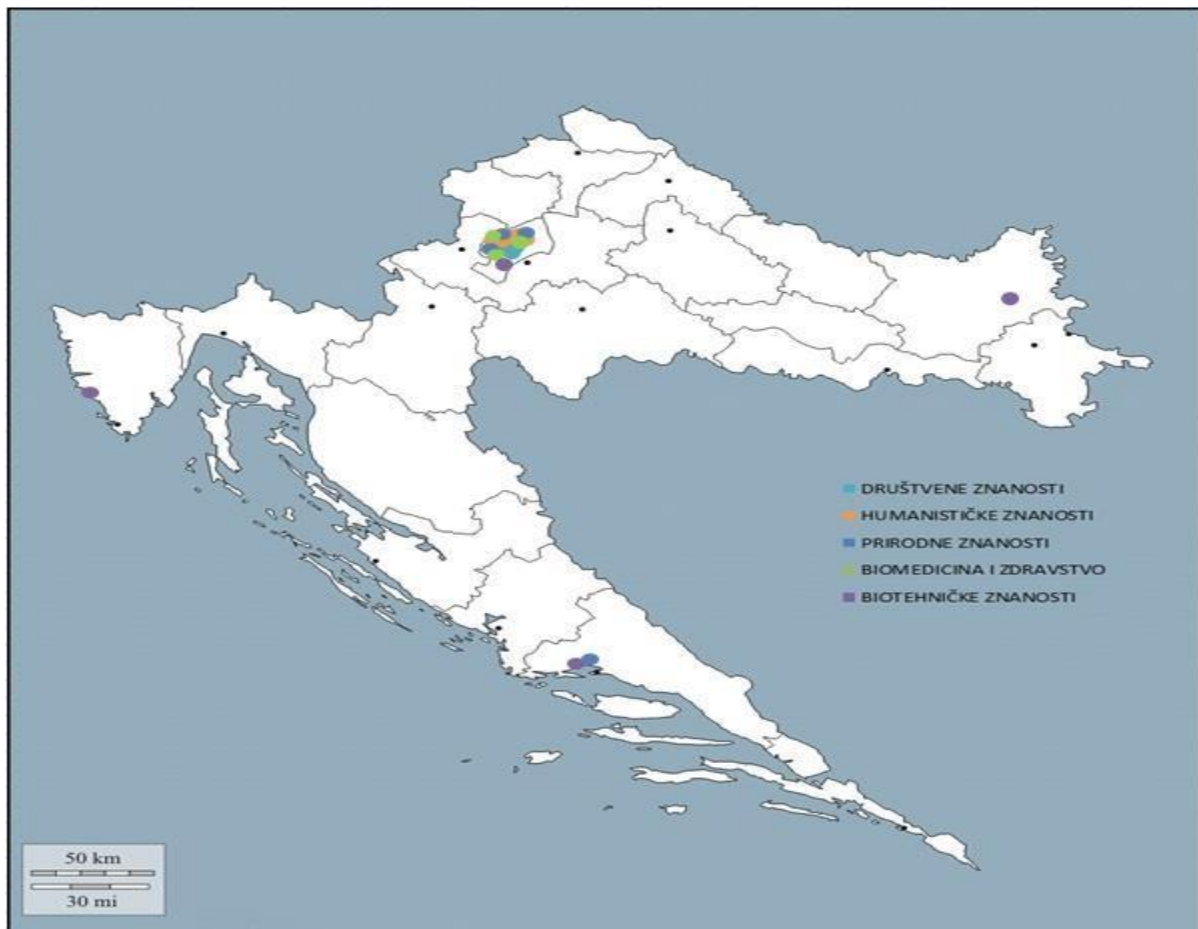 DRUŠTVENE ZNANOSTI
HUMANISTIČKE ZNANOSTI
PRIRODNE ZNANOSTI
BIOMEDICINA I ZDRAVSTVO
BIOTEHNIČKE ZNANOSTI
50 km
30 mi